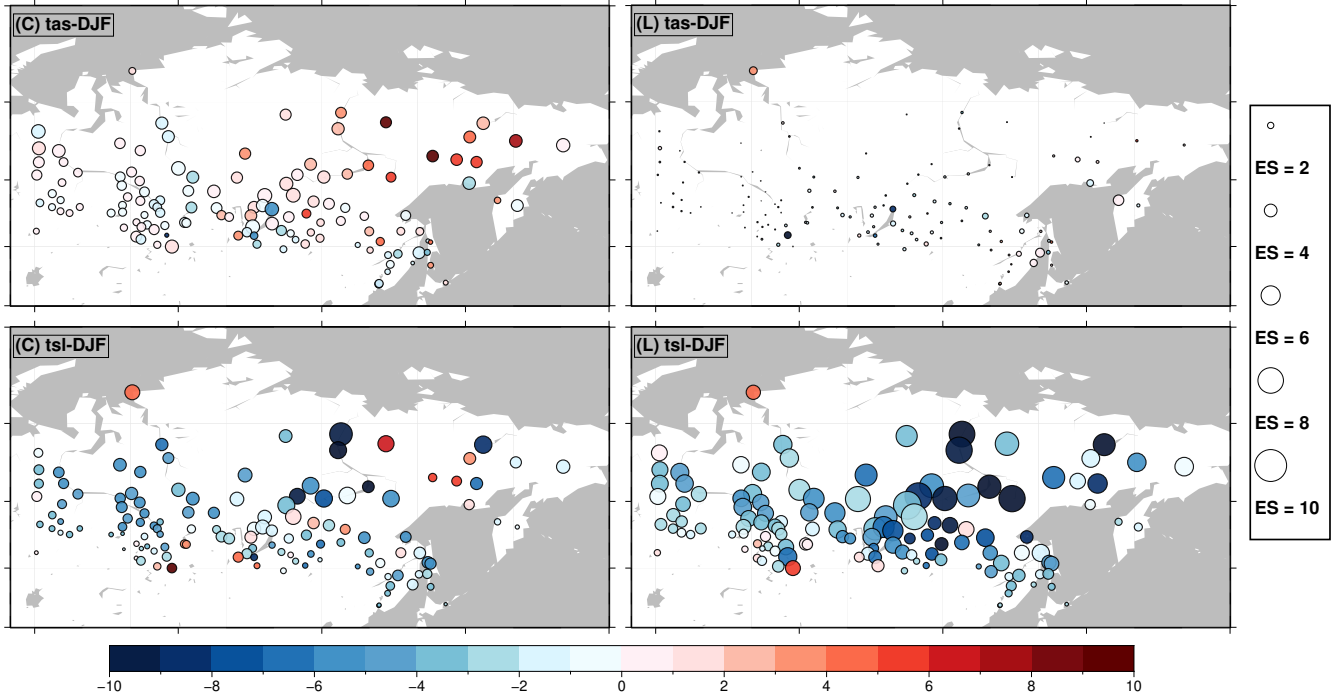 (C) tas-DJF
(L) tas-DJF
ES = 2
ES = 4
ES = 6
ES = 8
ES = 10
(C) tsl-DJF
(L) tsl-DJF
−10 −8 −6 −4 −2 0 2 4 6 8 10